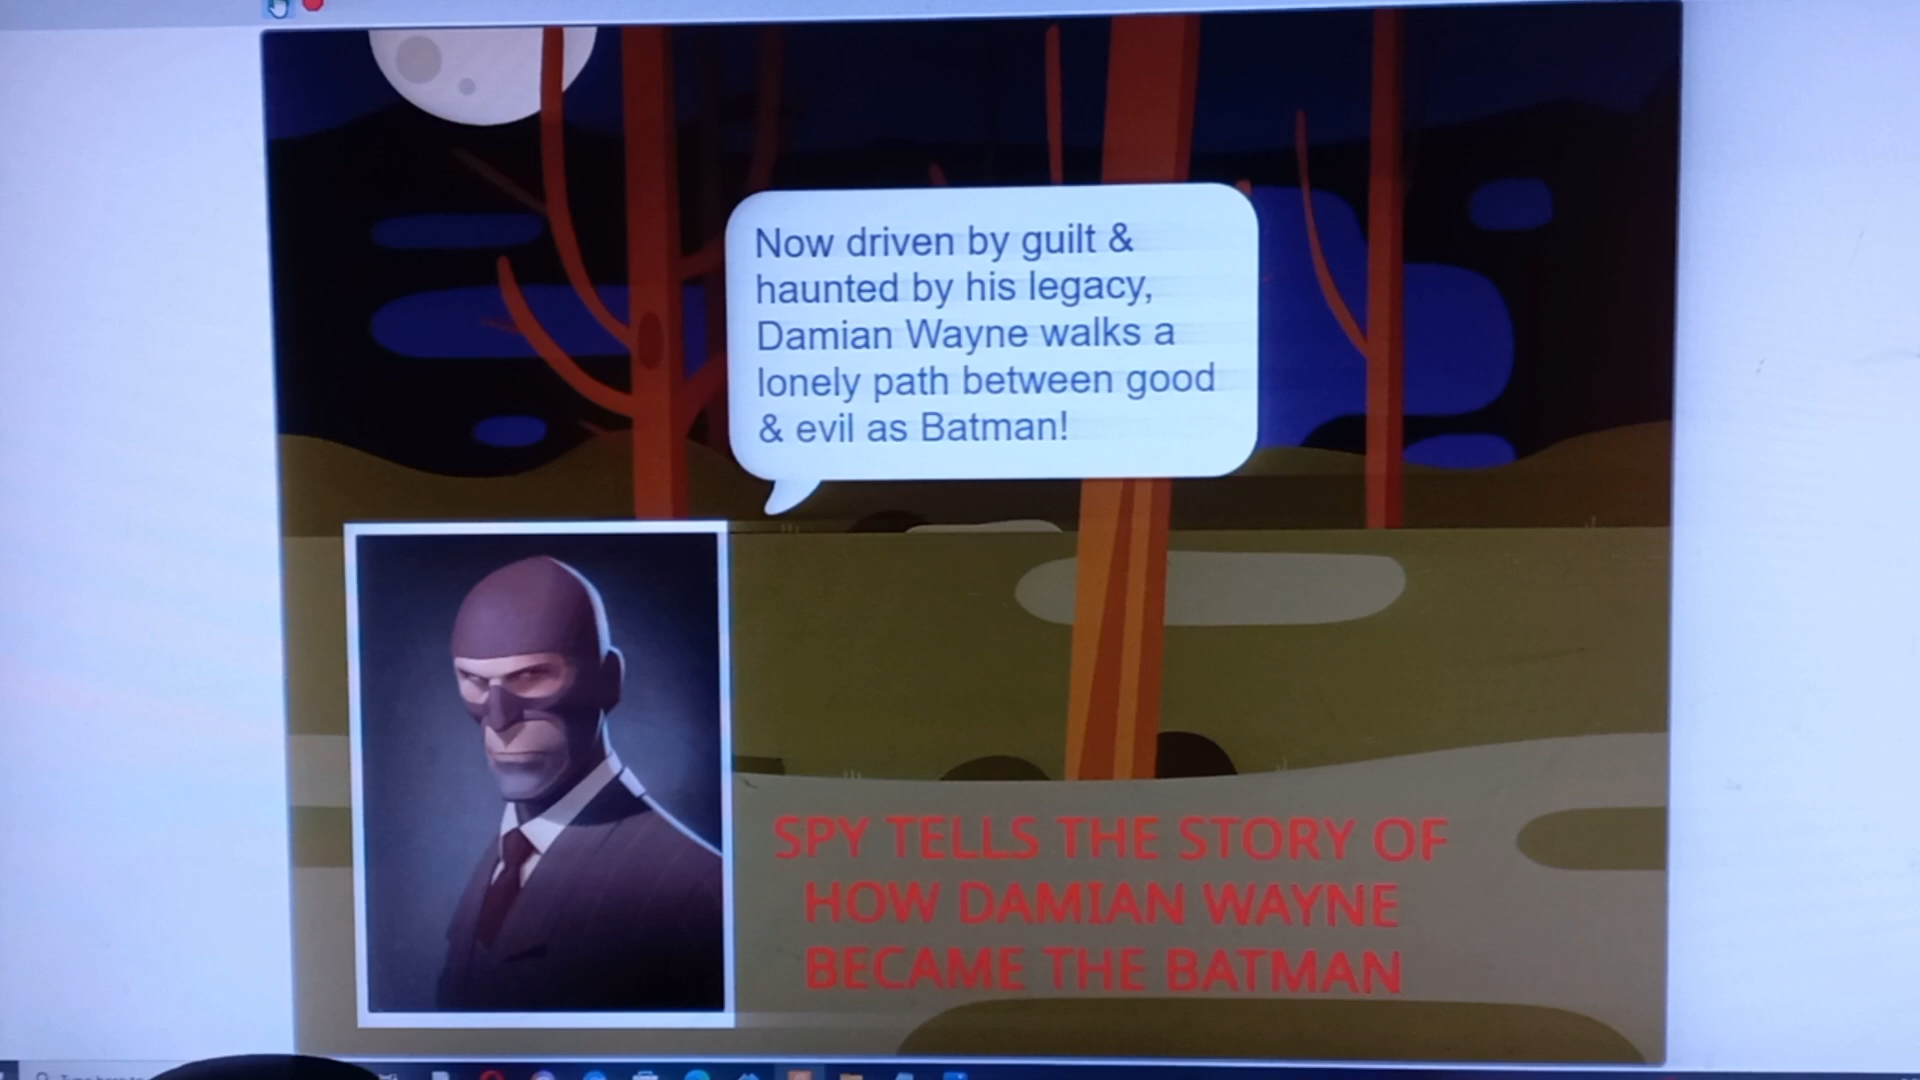 Now driven by guilt &
haunted by his legacy,
Damian Wayne walks a
lonely path between good
& evil as Batman!
SPY TELLS THE STORY OF
HOW DAMIAN WAYNE
BECAME THE BATMAN